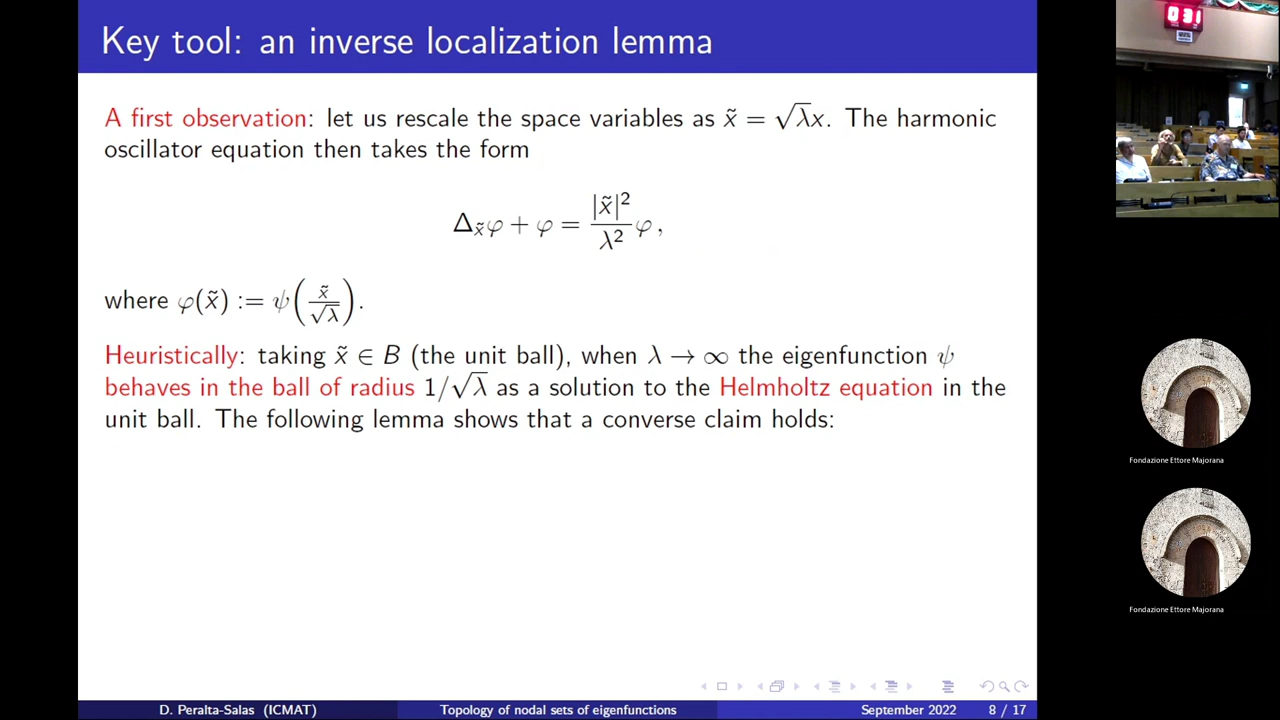 Key tool: an inverse localization lemma
A first observation: let us rescale the space variables as x̃ = √λx. The harmonic
oscillator equation then takes the form
Δ_x̃ φ + φ = |x̃|²/λ² φ ,
where φ(x̃) := ψ(x̃/√λ).
Heuristically: taking x̃ ∈ B (the unit ball), when λ → ∞ the eigenfunction ψ
behaves in the ball of radius 1/√λ as a solution to the Helmholtz equation in the
unit ball. The following lemma shows that a converse claim holds:
D. Peralta-Salas (ICMAT)
Topology of nodal sets of eigenfunctions
September 2022
8 / 17
Fondazione Ettore Majorana
Fondazione Ettore Majorana